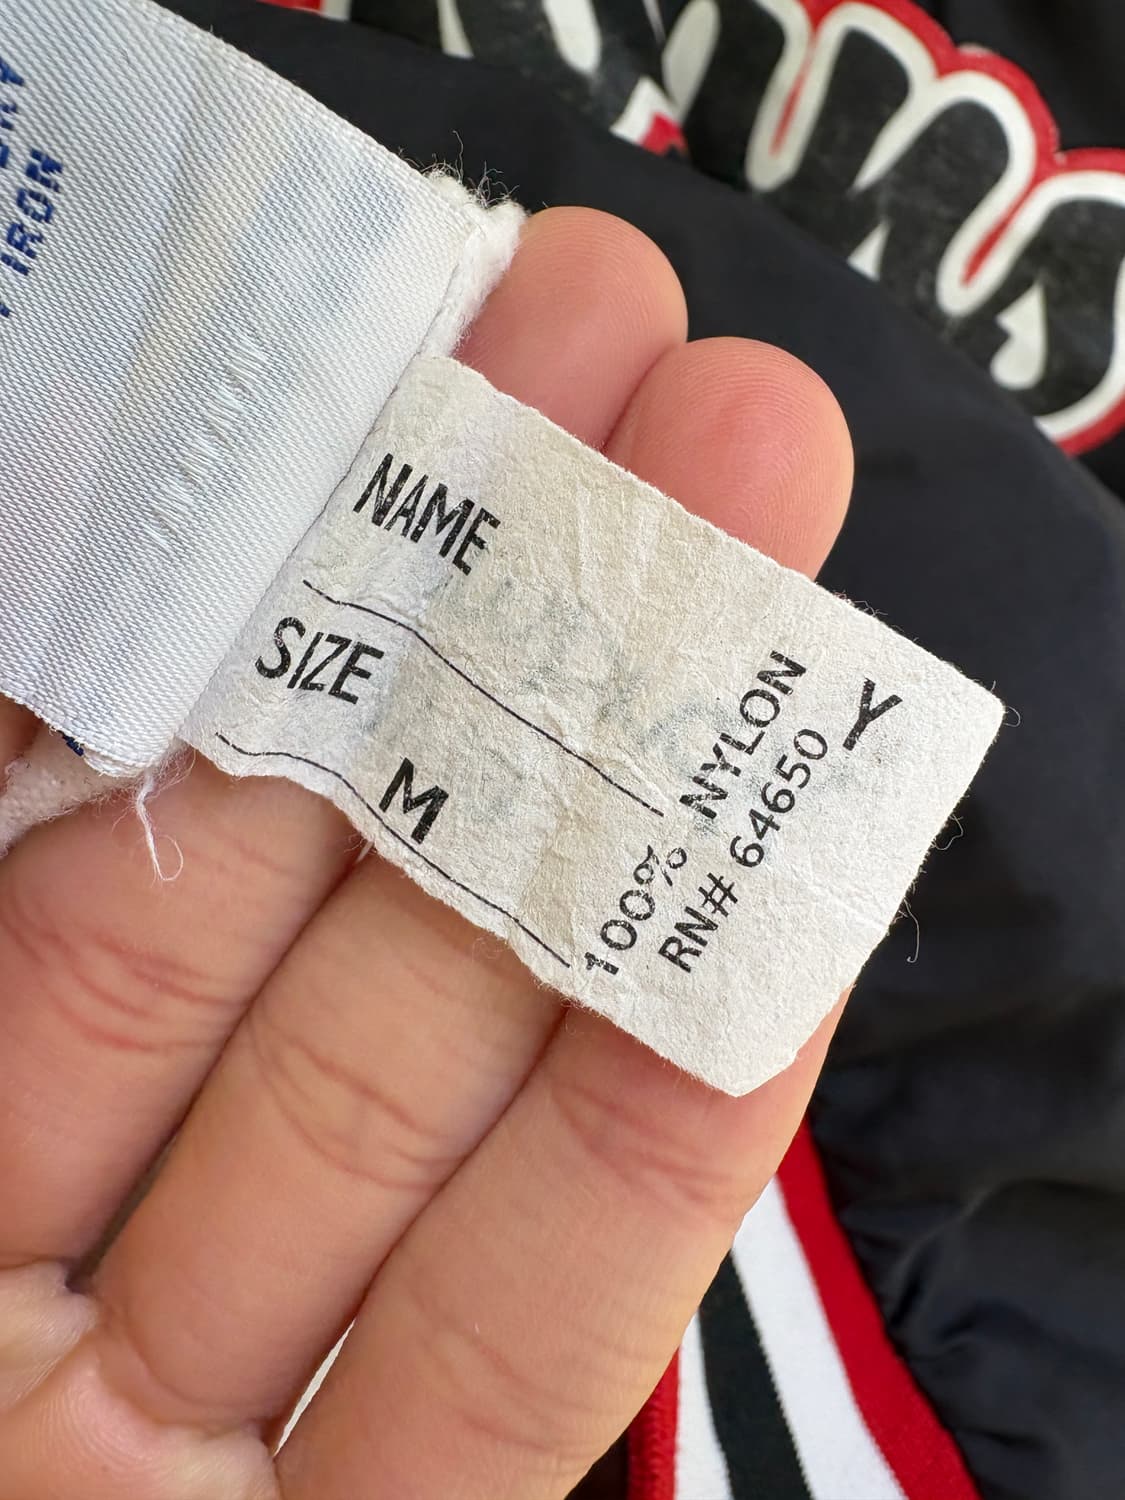 IRON
NAME
SIZE
M
100% NYLON
RN# 64650
Y